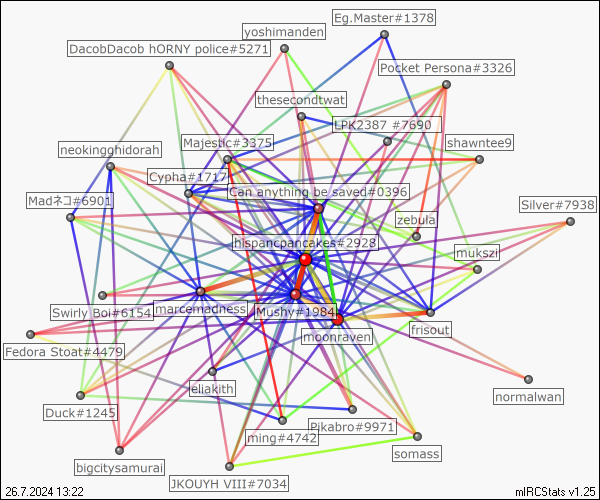 Eg.Master#1378
yoshimanden
DacobDacob hORNY police#5271
Pocket Persona#3326
thesecondtwat
LPK2387 #7690
Majestic#3375
shawntee9
neokingghidorah
Cypha#1717
Can anything be saved#0396
Madネコ#6901
Silver#7938
zebula
hispancpancakes#2928
mukszi
Swirly Boi#6154
marcemadness
Mushy#1984
frisout
moonraven
Fedora Stoat#4479
eliakith
normalwan
Duck#1245
Pikabro#9971
ming#4742
somass
bigcitysamurai
JKOUYH VIII#7034
26.7.2024 13:22
mIRCStats v1.25